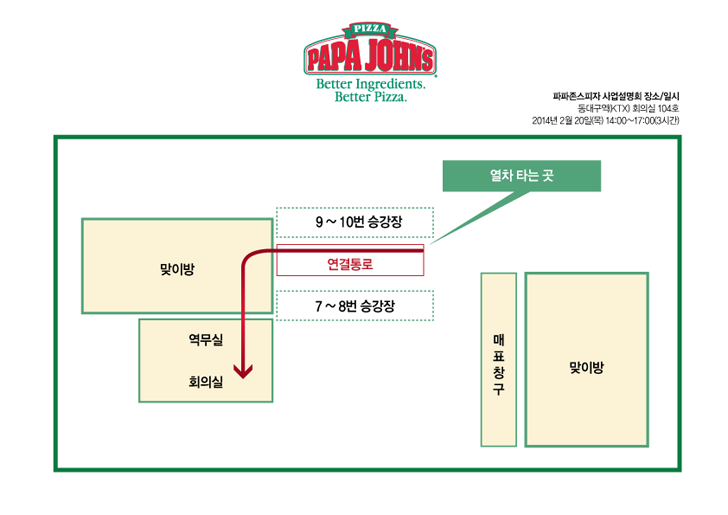 PIZZA
PAPA JOHN'S
Better Ingredients.
Better Pizza.
파파존스피자 사업설명회 장소/일시
동대구역(KTX) 회의실 104호
2014년 2월 20일(목) 14:00~17:00(3시간)
열차 타는 곳
9 ~ 10번 승강장
맞이방
연결통로
7 ~ 8번 승강장
역무실
회의실
매표창구
맞이방